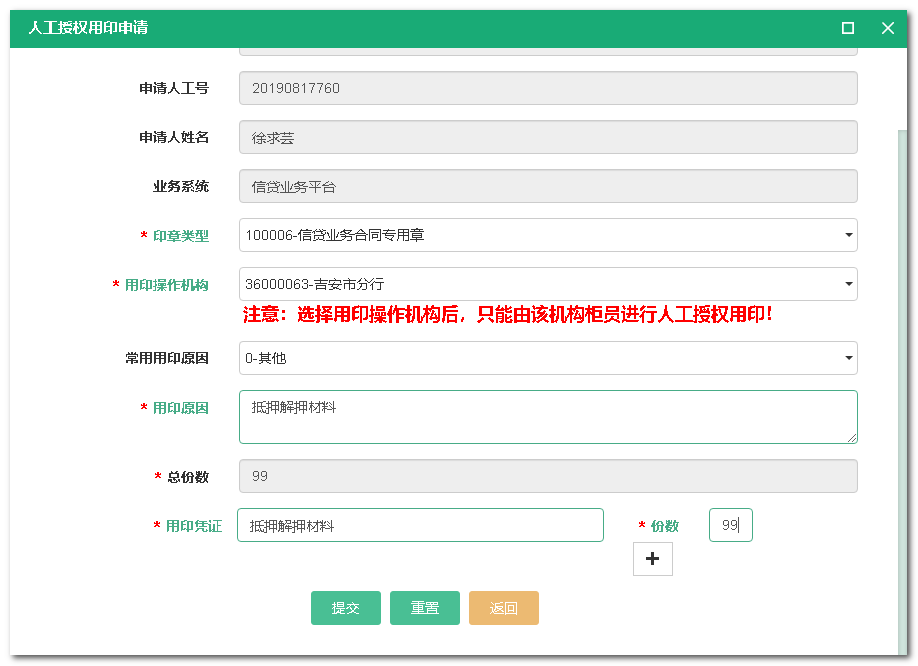 人工授权用印申请
申请人工号 20190817760
申请人姓名 徐求芸
业务系统 信贷业务平台
* 印章类型 100006-信贷业务合同专用章
* 用印操作机构 36000063-吉安市分行
注意：选择用印操作机构后，只能由该机构柜员进行人工授权用印！
常用用印原因 0-其他
* 用印原因 抵押解押材料
* 总份数 99
* 用印凭证 抵押解押材料 * 份数 99
+
提交 重置 返回